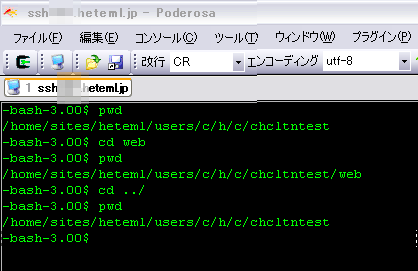 ssh .heteml.jp - Poderosa
ファイル(F) 編集(E) コンソール(C) ツール(T) ウィンドウ(W) プラグイン(P)
改行 CR エンコーディング utf-8
1 ssh .heteml.jp
-bash-3.00$ pwd
/home/sites/heteml/users/c/h/c/chcltntest
-bash-3.00$ cd web
-bash-3.00$ pwd
/home/sites/heteml/users/c/h/c/chcltntest/web
-bash-3.00$ cd ../
-bash-3.00$ pwd
/home/sites/heteml/users/c/h/c/chcltntest
-bash-3.00$